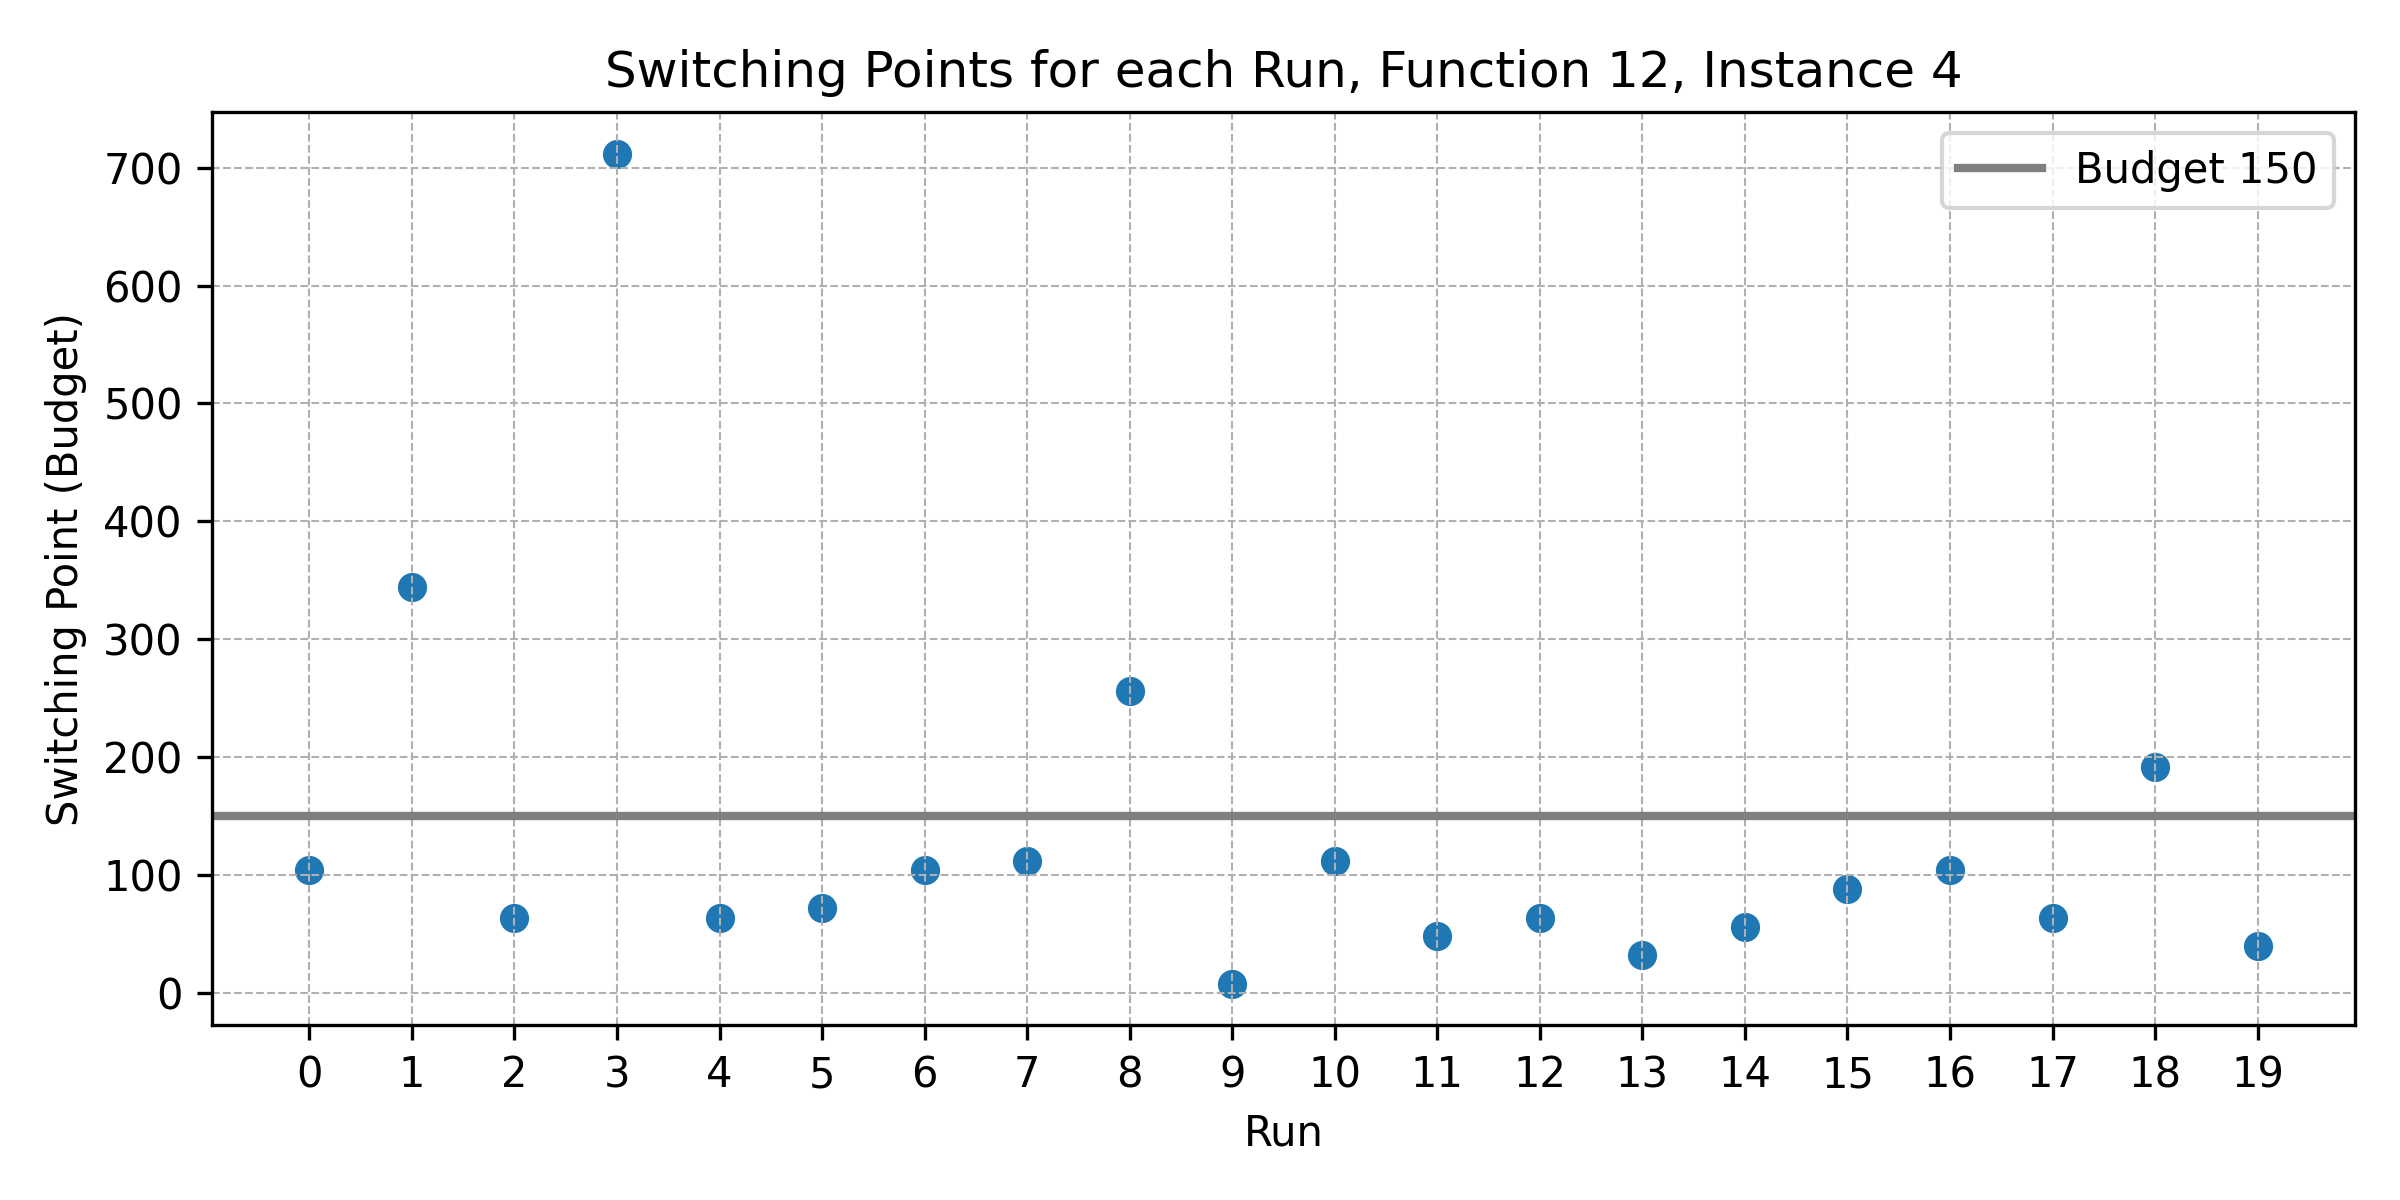 Switching Points for each Run, Function 12, Instance 4
Budget 150
Switching Point (Budget)
700
600
500
400
300
200
100
0
0 1 2 3 4 5 6 7 8 9 10 11 12 13 14 15 16 17 18 19
Run